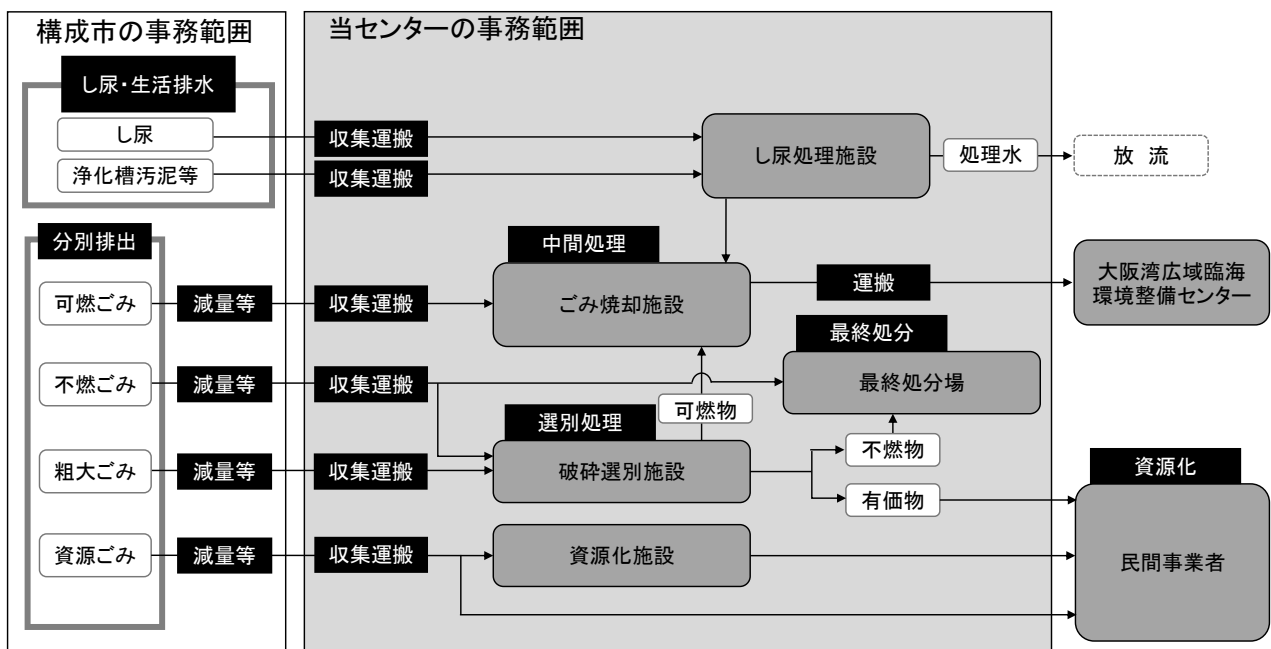 構成市の事務範囲
当センターの事務範囲
し尿・生活排水
し尿
収集運搬
浄化槽汚泥等
収集運搬
し尿処理施設
処理水
放 流
分別排出
可燃ごみ
減量等
収集運搬
中間処理
ごみ焼却施設
運搬
大阪湾広域臨海
環境整備センター
不燃ごみ
減量等
収集運搬
最終処分
最終処分場
可燃物
粗大ごみ
減量等
収集運搬
選別処理
破砕選別施設
不燃物
有価物
資源化
民間事業者
資源ごみ
減量等
収集運搬
資源化施設